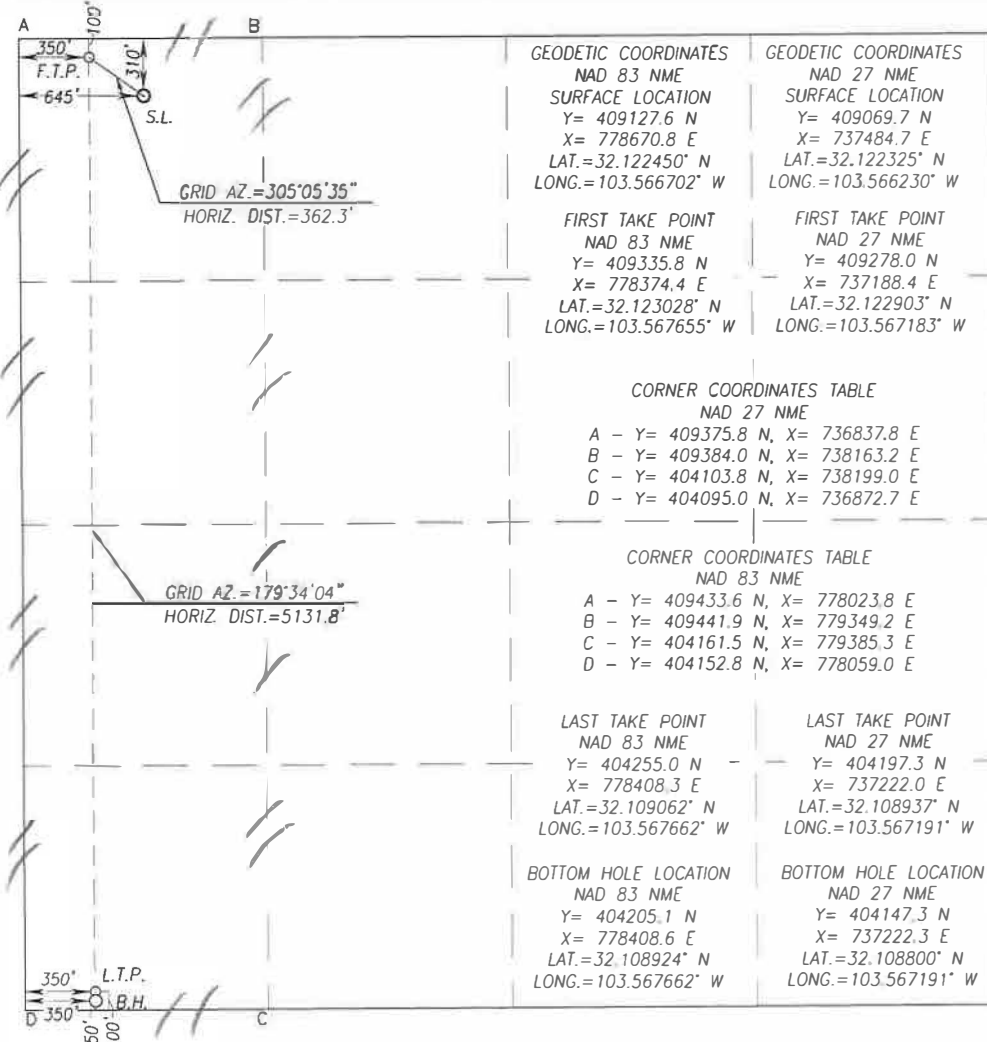 A
B
100'
350'
F.T.P.
310'
645'
S.L.
GRID AZ.=305°05'35"
HORIZ. DIST.=362.3'
GEODETIC COORDINATES
NAD 83 NME
SURFACE LOCATION
Y= 409127.6 N
X= 778670.8 E
LAT.=32.122450° N
LONG.=103.566702° W
GEODETIC COORDINATES
NAD 27 NME
SURFACE LOCATION
Y= 409069.7 N
X= 737484.7 E
LAT.=32.122325° N
LONG.=103.566230° W
FIRST TAKE POINT
NAD 83 NME
Y= 409335.8 N
X= 778374.4 E
LAT.=32.123028° N
LONG.=103.567655° W
FIRST TAKE POINT
NAD 27 NME
Y= 409278.0 N
X= 737188.4 E
LAT.=32.122903° N
LONG.=103.567183° W
CORNER COORDINATES TABLE
NAD 27 NME
A - Y= 409375.8 N, X= 736837.8 E
B - Y= 409384.0 N, X= 738163.2 E
C - Y= 404103.8 N, X= 738199.0 E
D - Y= 404095.0 N, X= 736872.7 E
GRID AZ.=179°34'04"
HORIZ. DIST.=5131.8'
CORNER COORDINATES TABLE
NAD 83 NME
A - Y= 409433.6 N, X= 778023.8 E
B - Y= 409441.9 N, X= 779349.2 E
C - Y= 404161.5 N, X= 779385.3 E
D - Y= 404152.8 N, X= 778059.0 E
LAST TAKE POINT
NAD 83 NME
Y= 404255.0 N
X= 778408.3 E
LAT.=32.109062° N
LONG.=103.567662° W
LAST TAKE POINT
NAD 27 NME
Y= 404197.3 N
X= 737222.0 E
LAT.=32.108937° N
LONG.=103.567191° W
BOTTOM HOLE LOCATION
NAD 83 NME
Y= 404205.1 N
X= 778408.6 E
LAT.=32.108924° N
LONG.=103.567662° W
BOTTOM HOLE LOCATION
NAD 27 NME
Y= 404147.3 N
X= 737222.3 E
LAT.=32.108800° N
LONG.=103.567191° W
350'
L.T.P.
350'
B.H.
D
C
50'